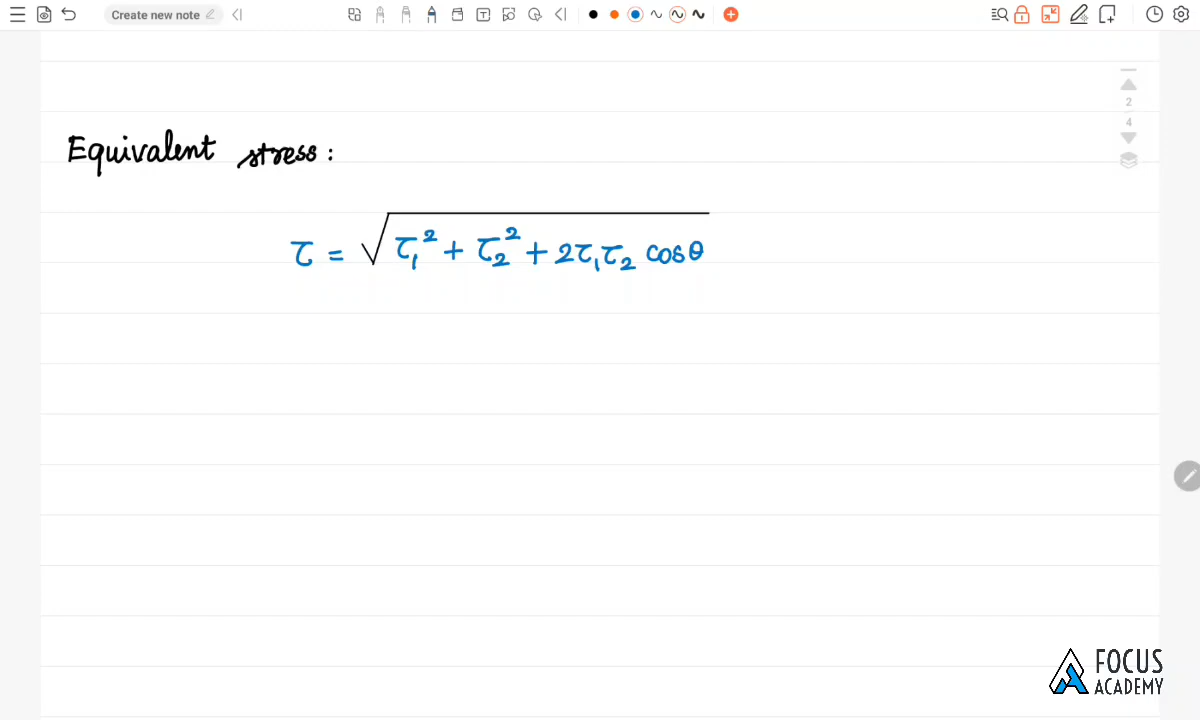 Create new note
2
4
Equivalent stress:
τ = √(τ₁² + τ₂² + 2τ₁τ₂ cosθ)
FOCUS
ACADEMY